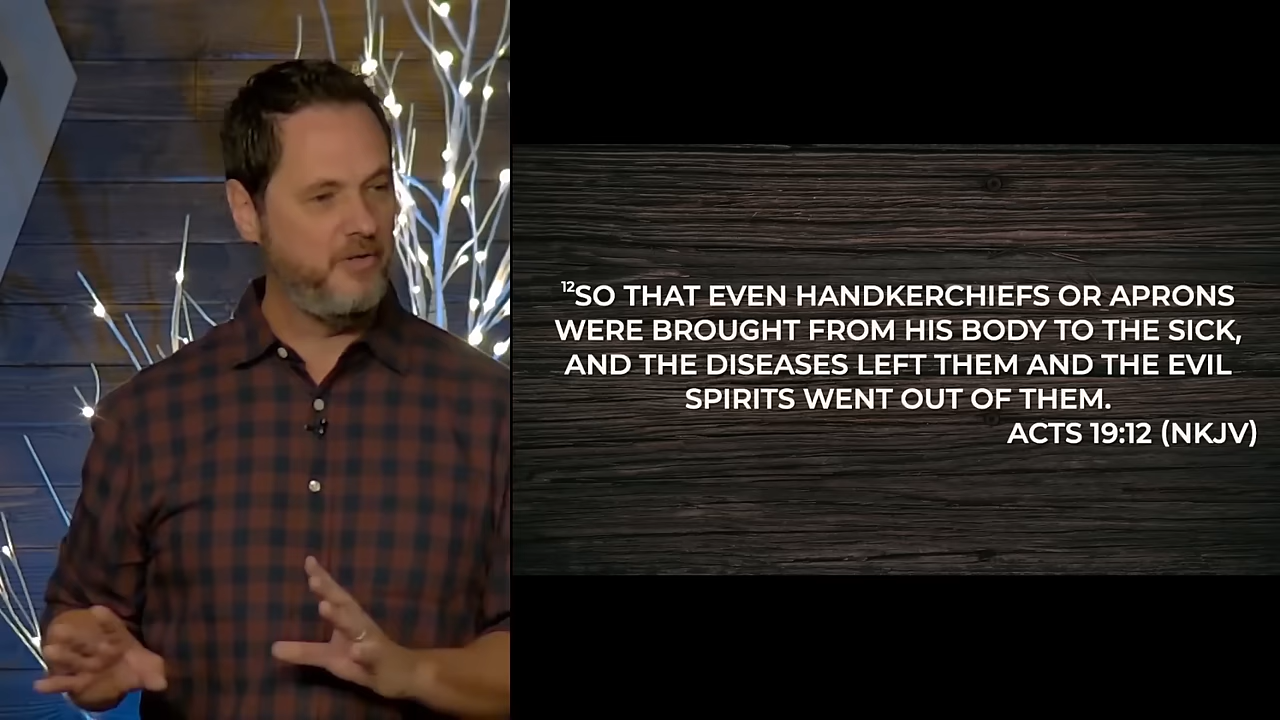 ¹²SO THAT EVEN HANDKERCHIEFS OR APRONS
WERE BROUGHT FROM HIS BODY TO THE SICK,
AND THE DISEASES LEFT THEM AND THE EVIL
SPIRITS WENT OUT OF THEM.
ACTS 19:12 (NKJV)